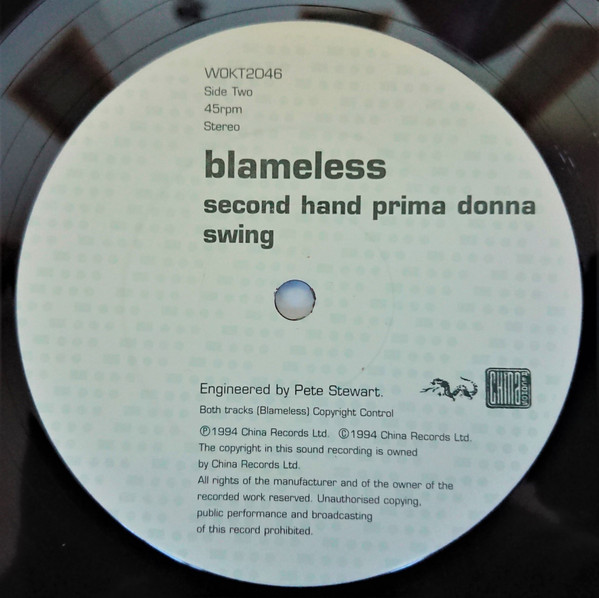 WOKT2046
Side Two
45rpm
Stereo
blameless
second hand prima donna
swing
Engineered by Pete Stewart.
CHINA
Both tracks (Blameless) Copyright Control
℗1994 China Records Ltd. ©1994 China Records Ltd.
The copyright in this sound recording is owned
by China Records Ltd.
All rights of the manufacturer and of the owner of the
recorded work reserved. Unauthorised copying,
public performance and broadcasting
of this record prohibited.